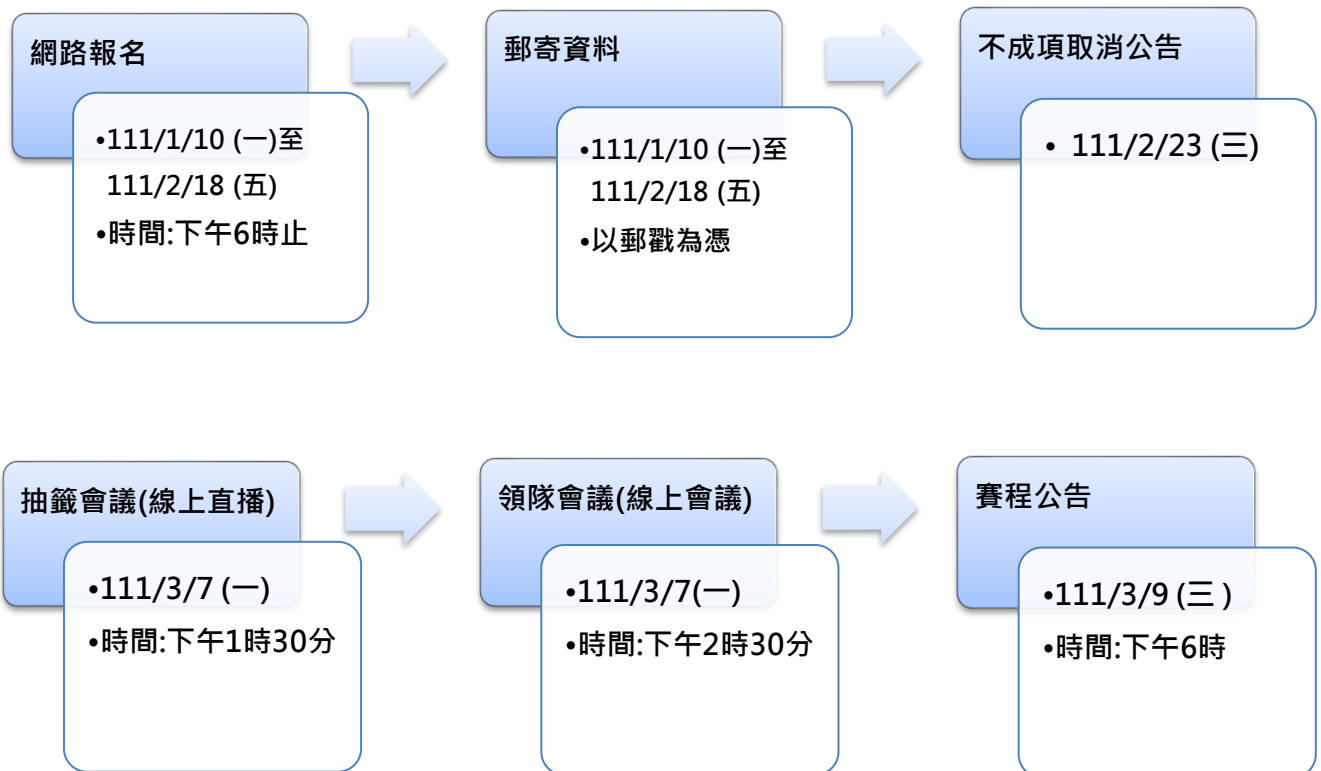 網路報名
•111/1/10 (一)至
111/2/18 (五)
•時間:下午6時止
郵寄資料
•111/1/10 (一)至
111/2/18 (五)
•以郵戳為憑
不成項取消公告
• 111/2/23 (三)
抽籤會議(線上直播)
•111/3/7 (一)
•時間:下午1時30分
領隊會議(線上會議)
•111/3/7(一)
•時間:下午2時30分
賽程公告
•111/3/9 (三 )
•時間:下午6時